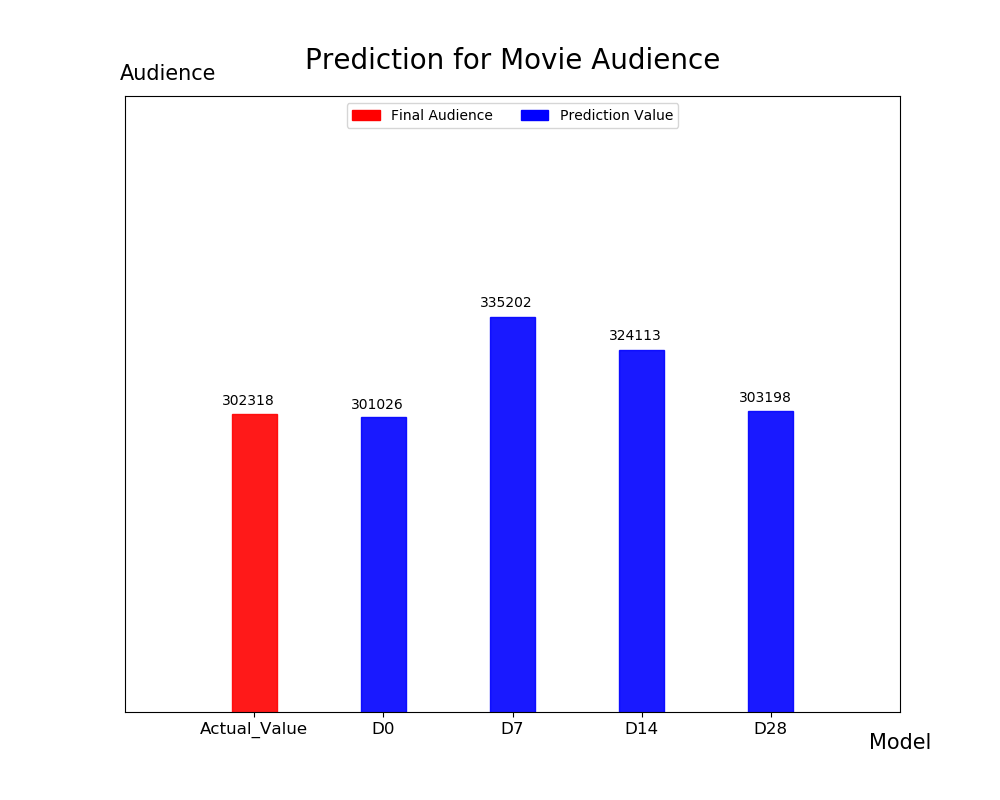 Prediction for Movie Audience
Audience
Final Audience
Prediction Value
335202
324113
302318
301026
303198
Actual_Value
D0
D7
D14
D28
Model